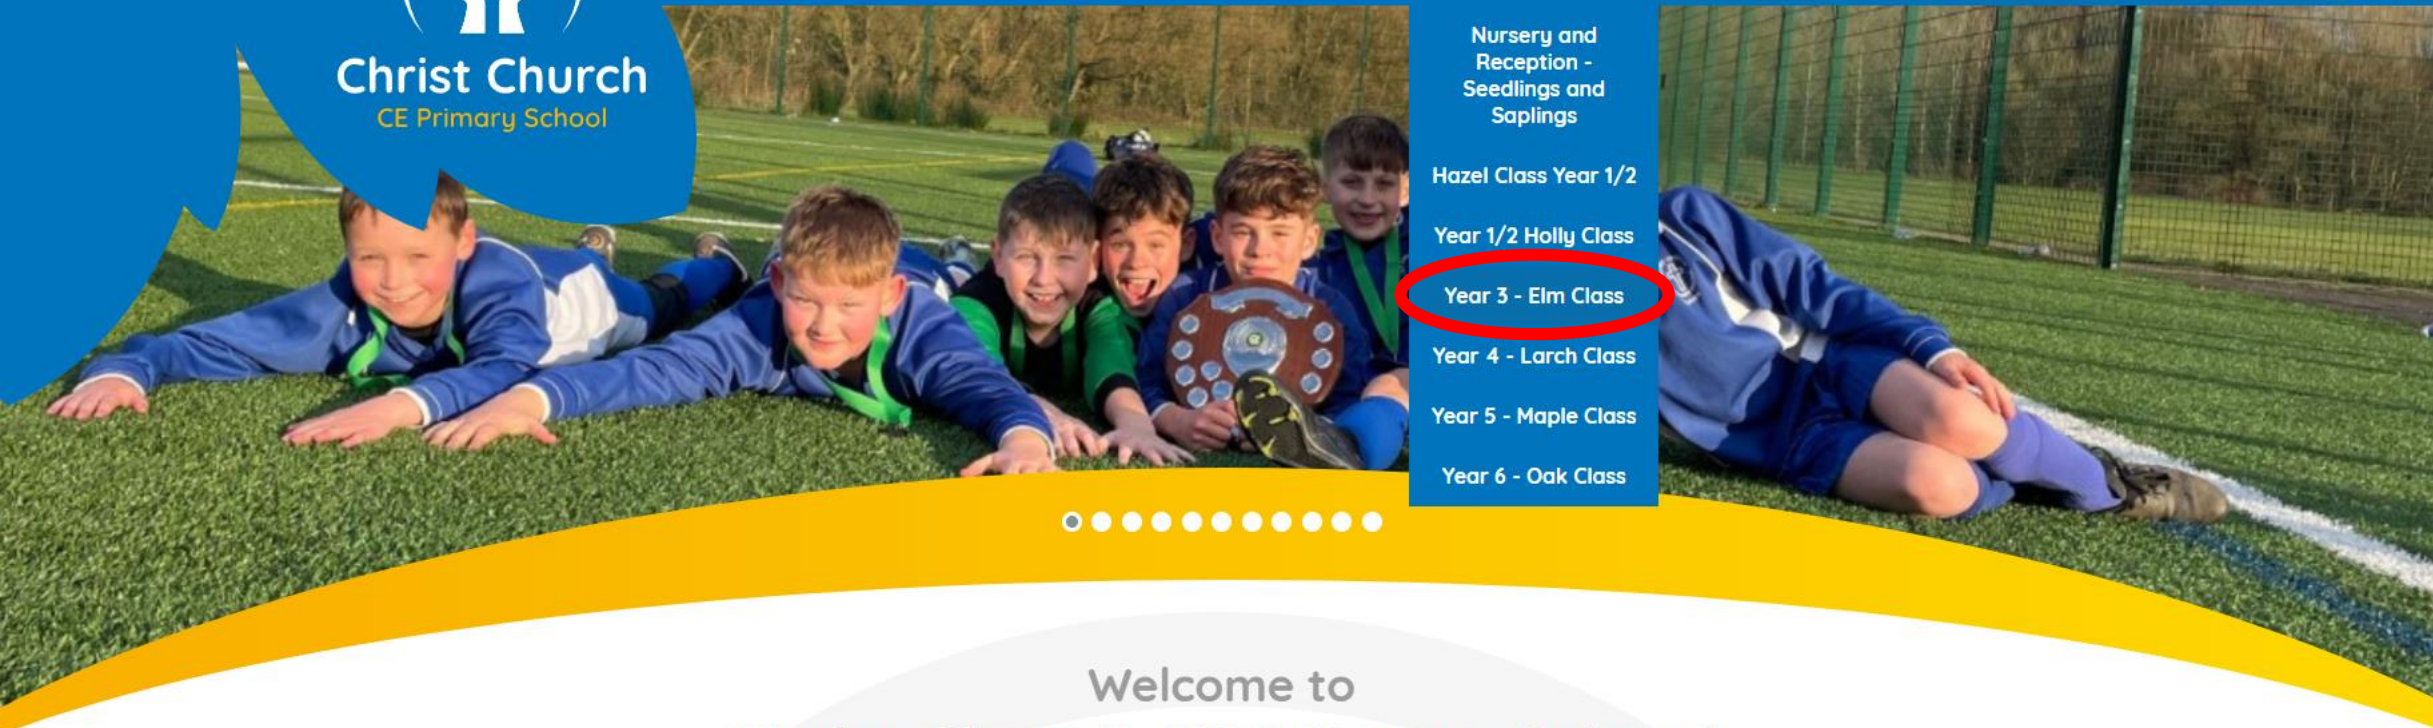 Christ Church
CE Primary School
Nursery and
Reception -
Seedlings and
Saplings
Hazel Class Year 1/2
Year 1/2 Holly Class
Year 3 - Elm Class
Year 4 - Larch Class
Year 5 - Maple Class
Year 6 - Oak Class
Welcome to